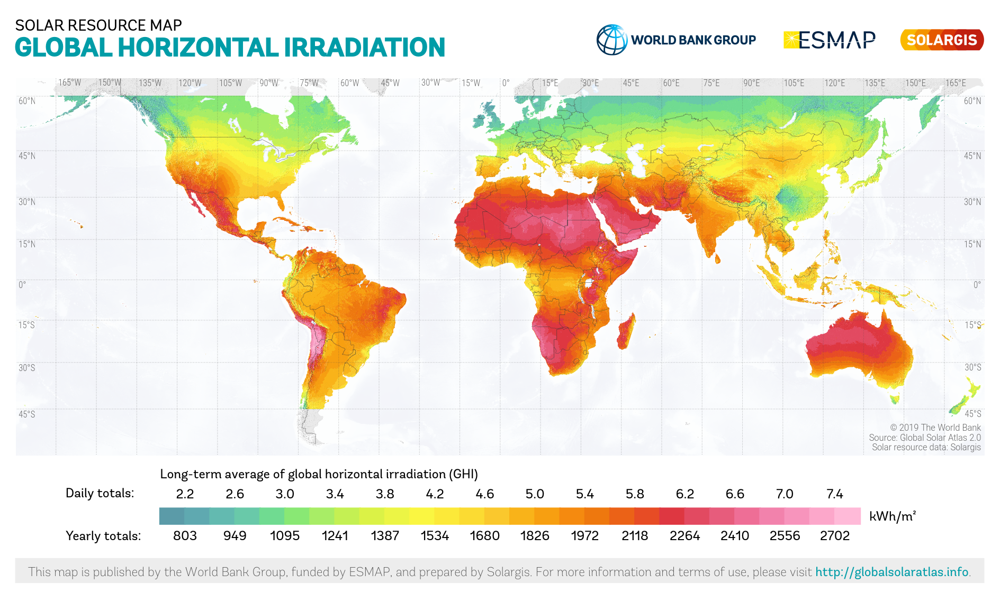 SOLAR RESOURCE MAP
GLOBAL HORIZONTAL IRRADIATION
WORLD BANK GROUP
ESMAP
SOLARGIS
165°W 150°W 135°W 120°W 105°W 90°W 75°W 60°W 45°W 30°W 15°W 0° 15°E 30°E 45°E 60°E 75°E 90°E 105°E 120°E 135°E 150°E 165°E
60°N 60°N
45°N 45°N
30°N 30°N
15°N 15°N
0° 0°
15°S 15°S
30°S 30°S
45°S 45°S
© 2019 The World Bank
Source: Global Solar Atlas 2.0
Solar resource data: Solargis
Long-term average of global horizontal irradiation (GHI)
Daily totals: 2.2 2.6 3.0 3.4 3.8 4.2 4.6 5.0 5.4 5.8 6.2 6.6 7.0 7.4
kWh/m²
Yearly totals: 803 949 1095 1241 1387 1534 1680 1826 1972 2118 2264 2410 2556 2702
This map is published by the World Bank Group, funded by ESMAP, and prepared by Solargis. For more information and terms of use, please visit http://globalsolaratlas.info.